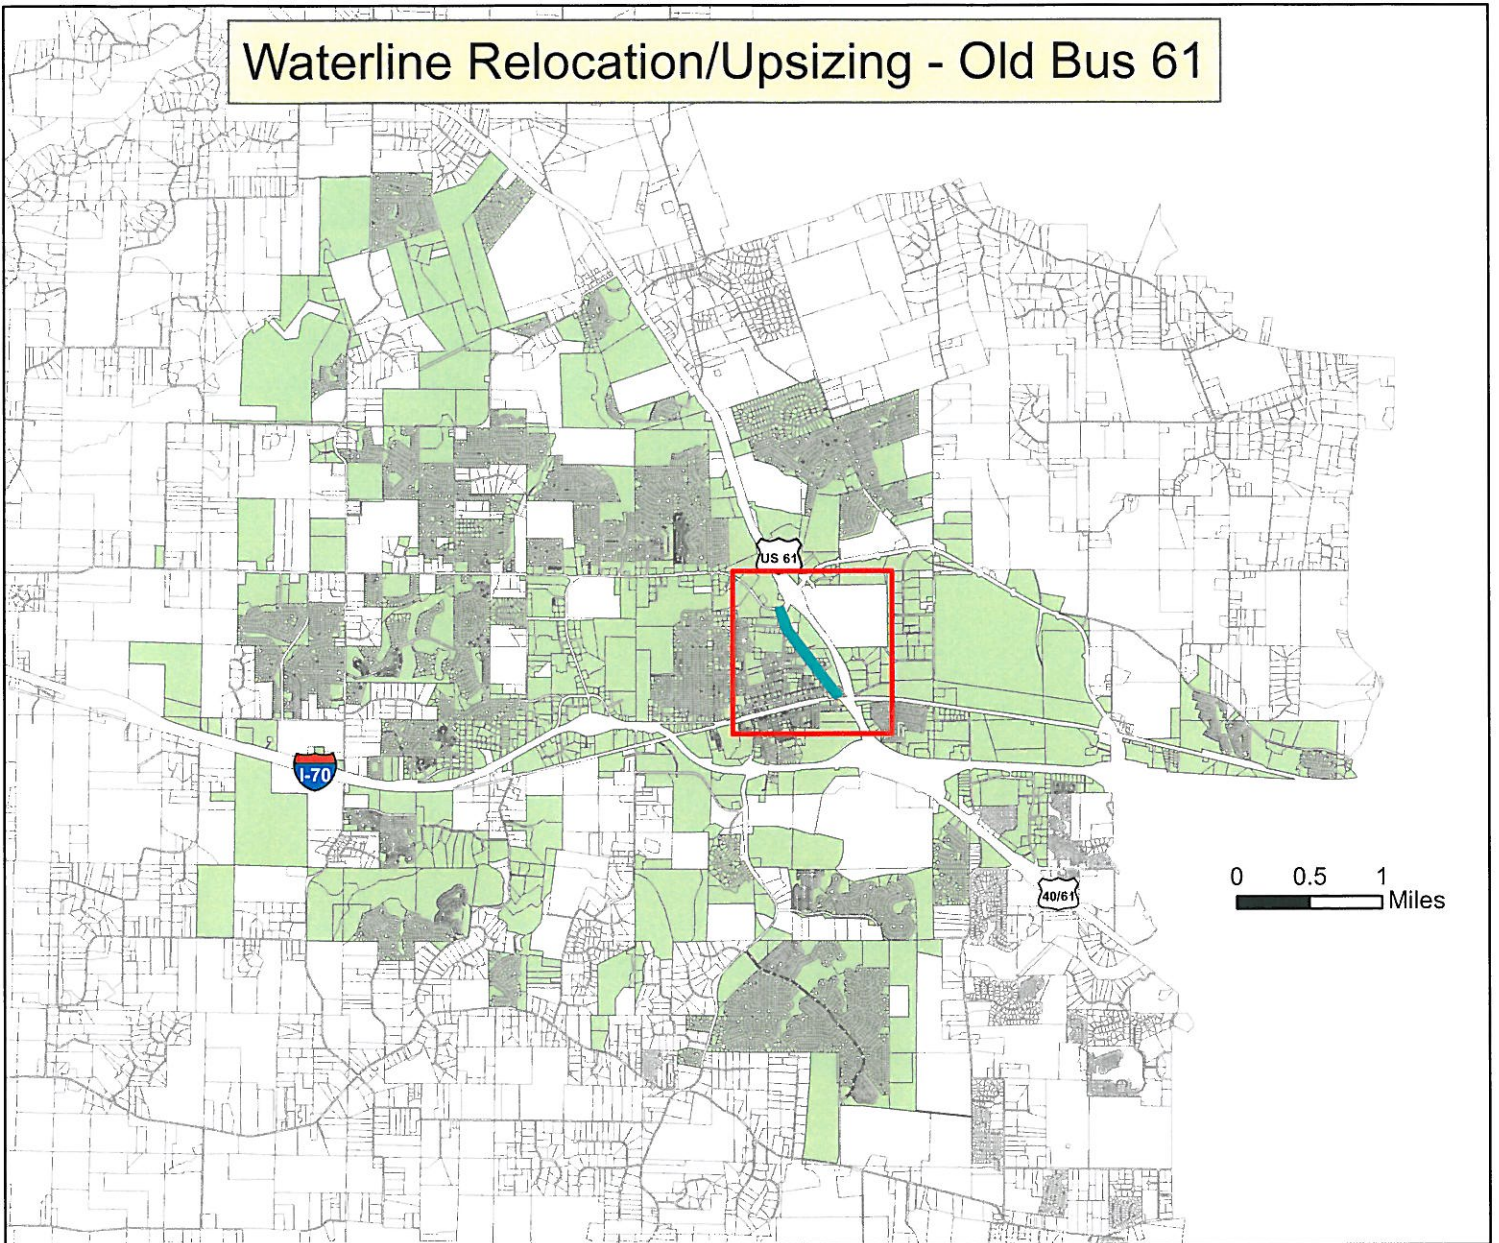 Waterline Relocation/Upsizing - Old Bus 61
US 61
I-70
40/61
0 0.5 1
Miles